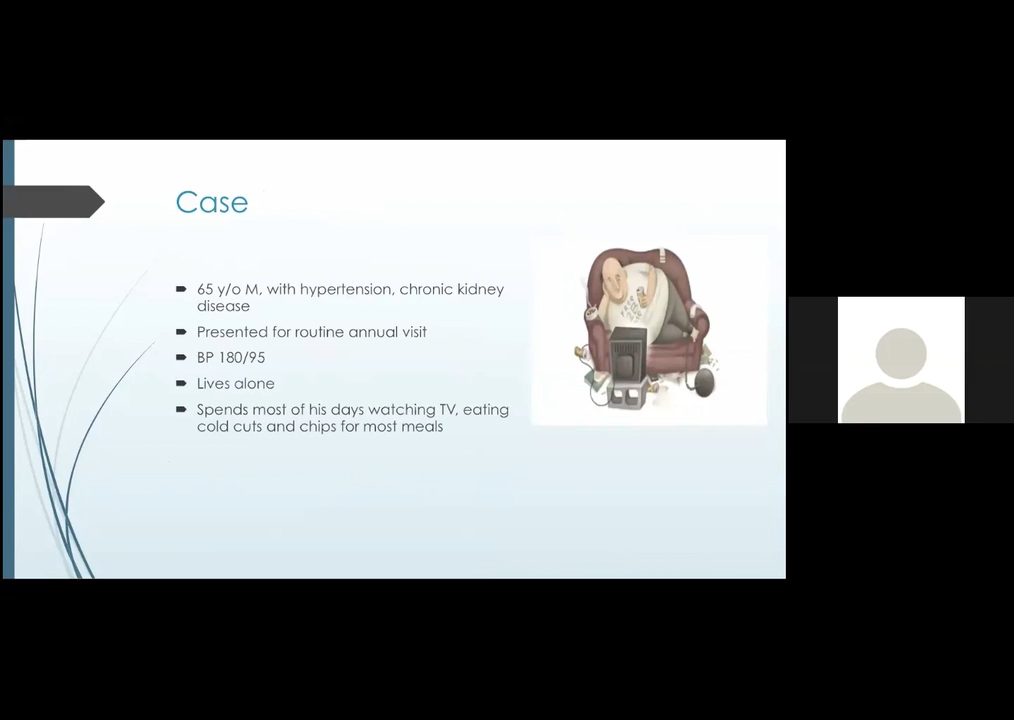 Case
65 y/o M, with hypertension, chronic kidney
disease
Presented for routine annual visit
BP 180/95
Lives alone
Spends most of his days watching TV, eating
cold cuts and chips for most meals